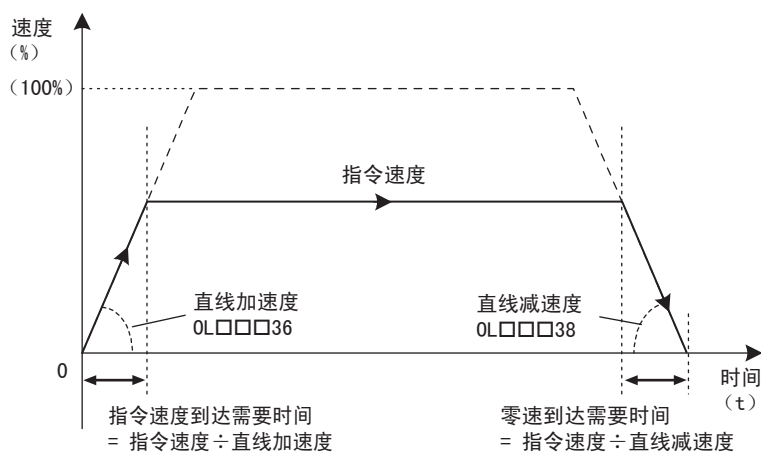 速度
（%）
（100%）
指令速度
直线加速度
OL□□□36
直线减速度
OL□□□38
0
时间
（t）
指令速度到达需要时间
= 指令速度÷直线加速度
零速到达需要时间
= 指令速度÷直线减速度